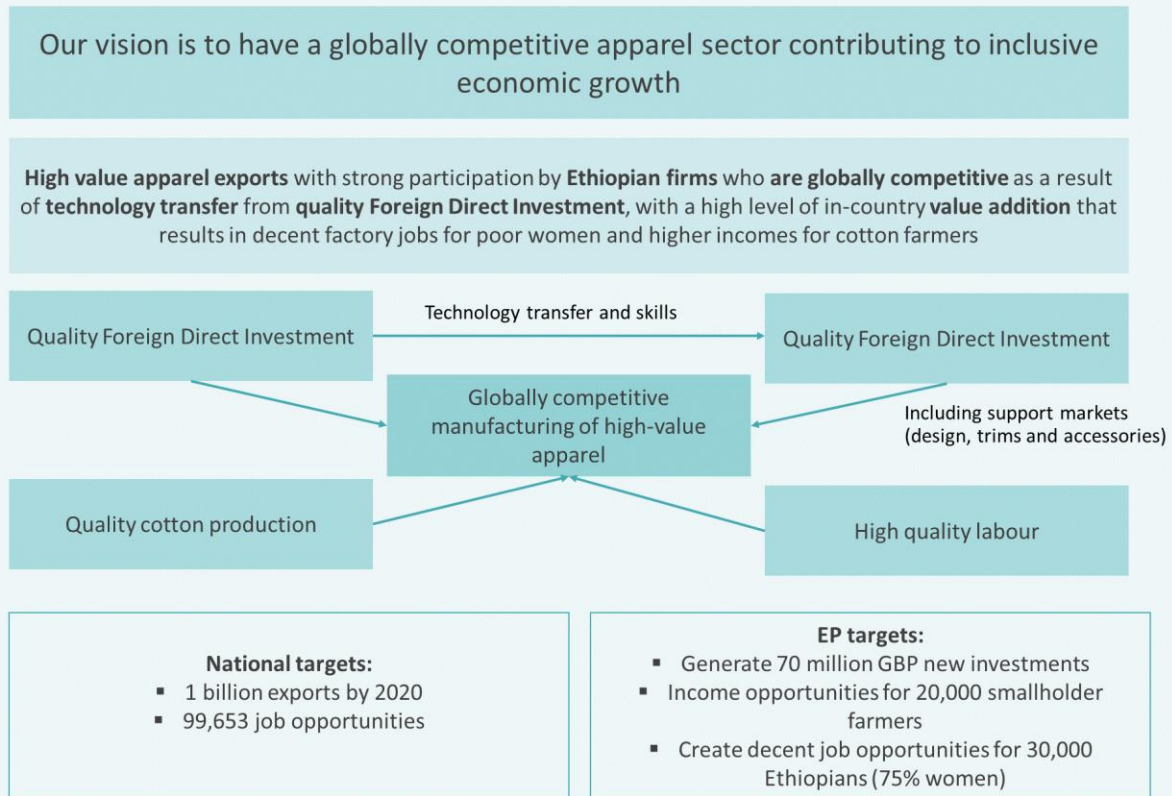 Our vision is to have a globally competitive apparel sector contributing to inclusive
economic growth
High value apparel exports with strong participation by Ethiopian firms who are globally competitive as a result
of technology transfer from quality Foreign Direct Investment, with a high level of in-country value addition that
results in decent factory jobs for poor women and higher incomes for cotton farmers
Quality Foreign Direct Investment
Technology transfer and skills
Quality Foreign Direct Investment
Globally competitive
manufacturing of high-value
apparel
Including support markets
(design, trims and accessories)
Quality cotton production
High quality labour
National targets:
▪ 1 billion exports by 2020
▪ 99,653 job opportunities
EP targets:
▪ Generate 70 million GBP new investments
▪ Income opportunities for 20,000 smallholder
farmers
▪ Create decent job opportunities for 30,000
Ethiopians (75% women)